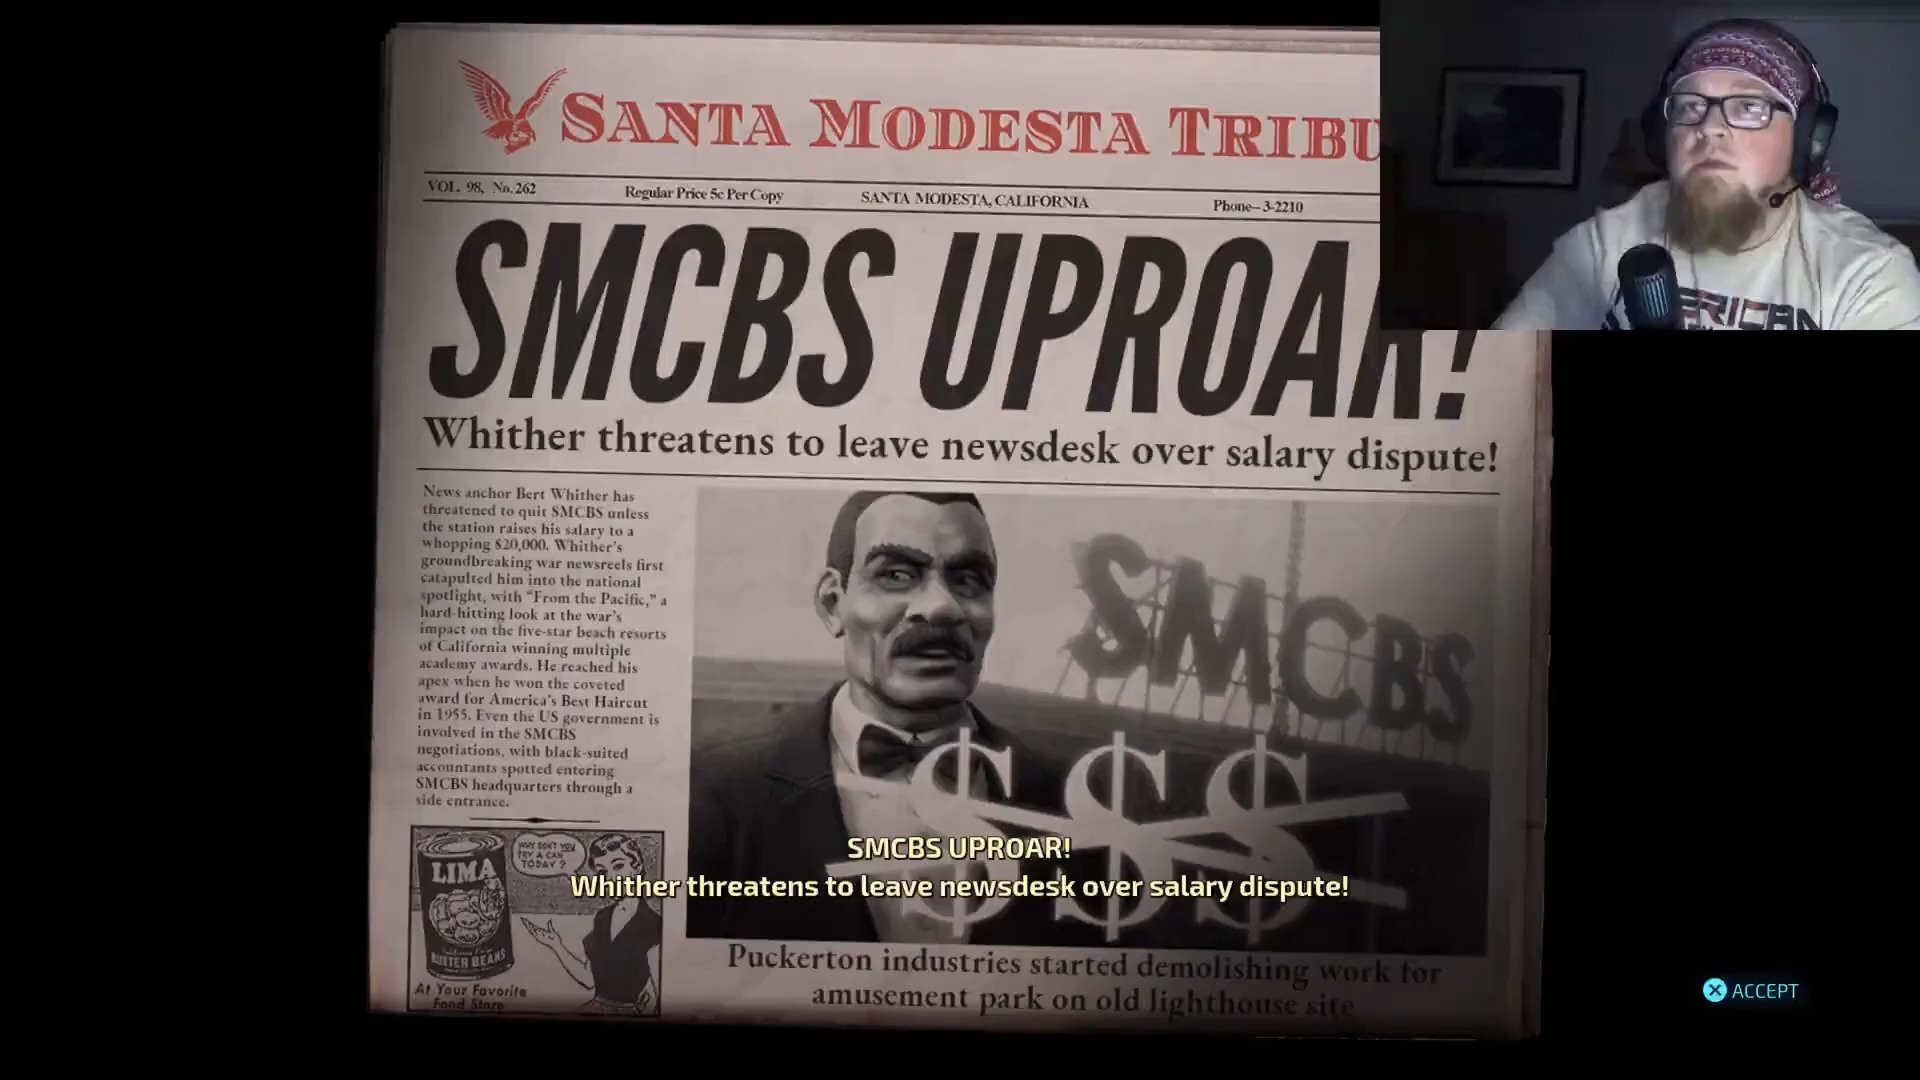 SANTA MODESTA TRIBU
VOL. 98, No. 262 Regular Price 5c Per Copy SANTA MODESTA, CALIFORNIA Phone–3-2210
SMCBS UPROAR!
Whither threatens to leave newsdesk over salary dispute!
News anchor Bert Whither has
threatened to quit SMCBS unless
the station raises his salary to a
whopping $20,000. Whither's
groundbreaking war newsreels first
catapulted him into the national
spotlight, with "From the Pacific," a
hard-hitting look at the war's
impact on the five-star beach resorts
of California winning multiple
academy awards. He reached his
apex when he won the coveted
award for America's Best Haircut
in 1955. Even the US government is
involved in the SMCBS
negotiations, with black-suited
accountants spotted entering
SMCBS headquarters through a
side entrance.
SMCBS
$$$
WHY DON'T YOU
TRY A CAN
TODAY?
LIMA
BUTTER BEANS
At Your Favorite
Food Store
SMCBS UPROAR!
Whither threatens to leave newsdesk over salary dispute!
Puckerton industries started demolishing work for
amusement park on old lighthouse site
ERICAN
ACCEPT